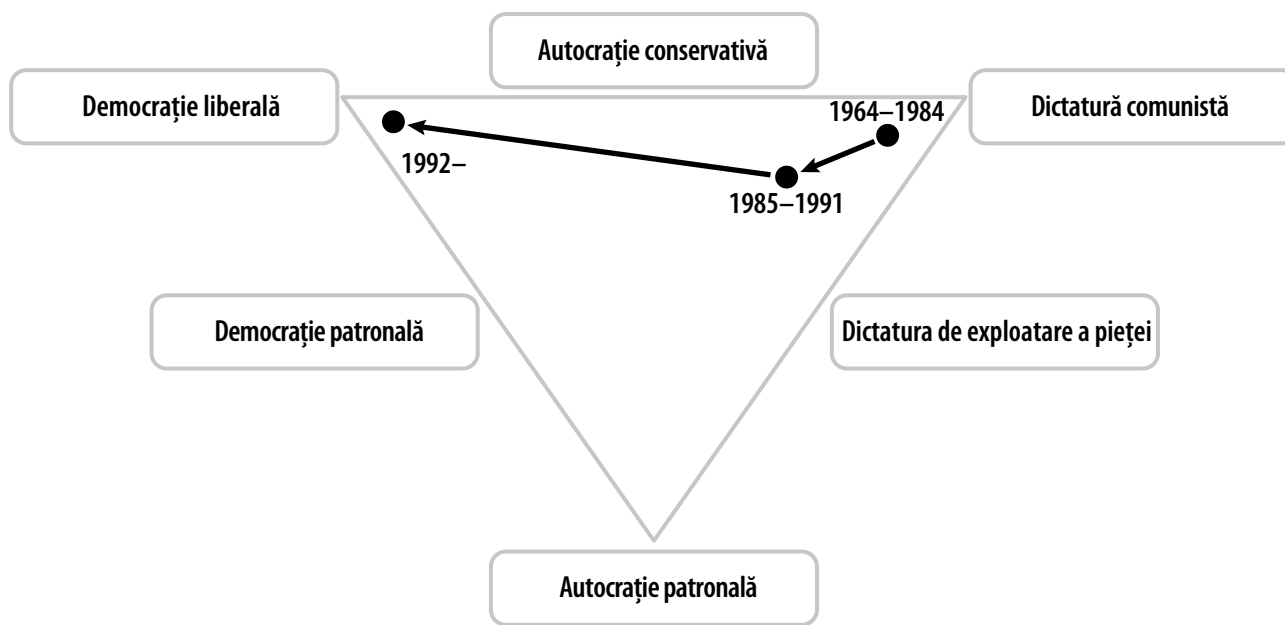 Autocrație conservativă
Democrație liberală
Dictatură comunistă
1964–1984
1992–
1985–1991
Democrație patronală
Dictatura de exploatare a pieței
Autocrație patronală